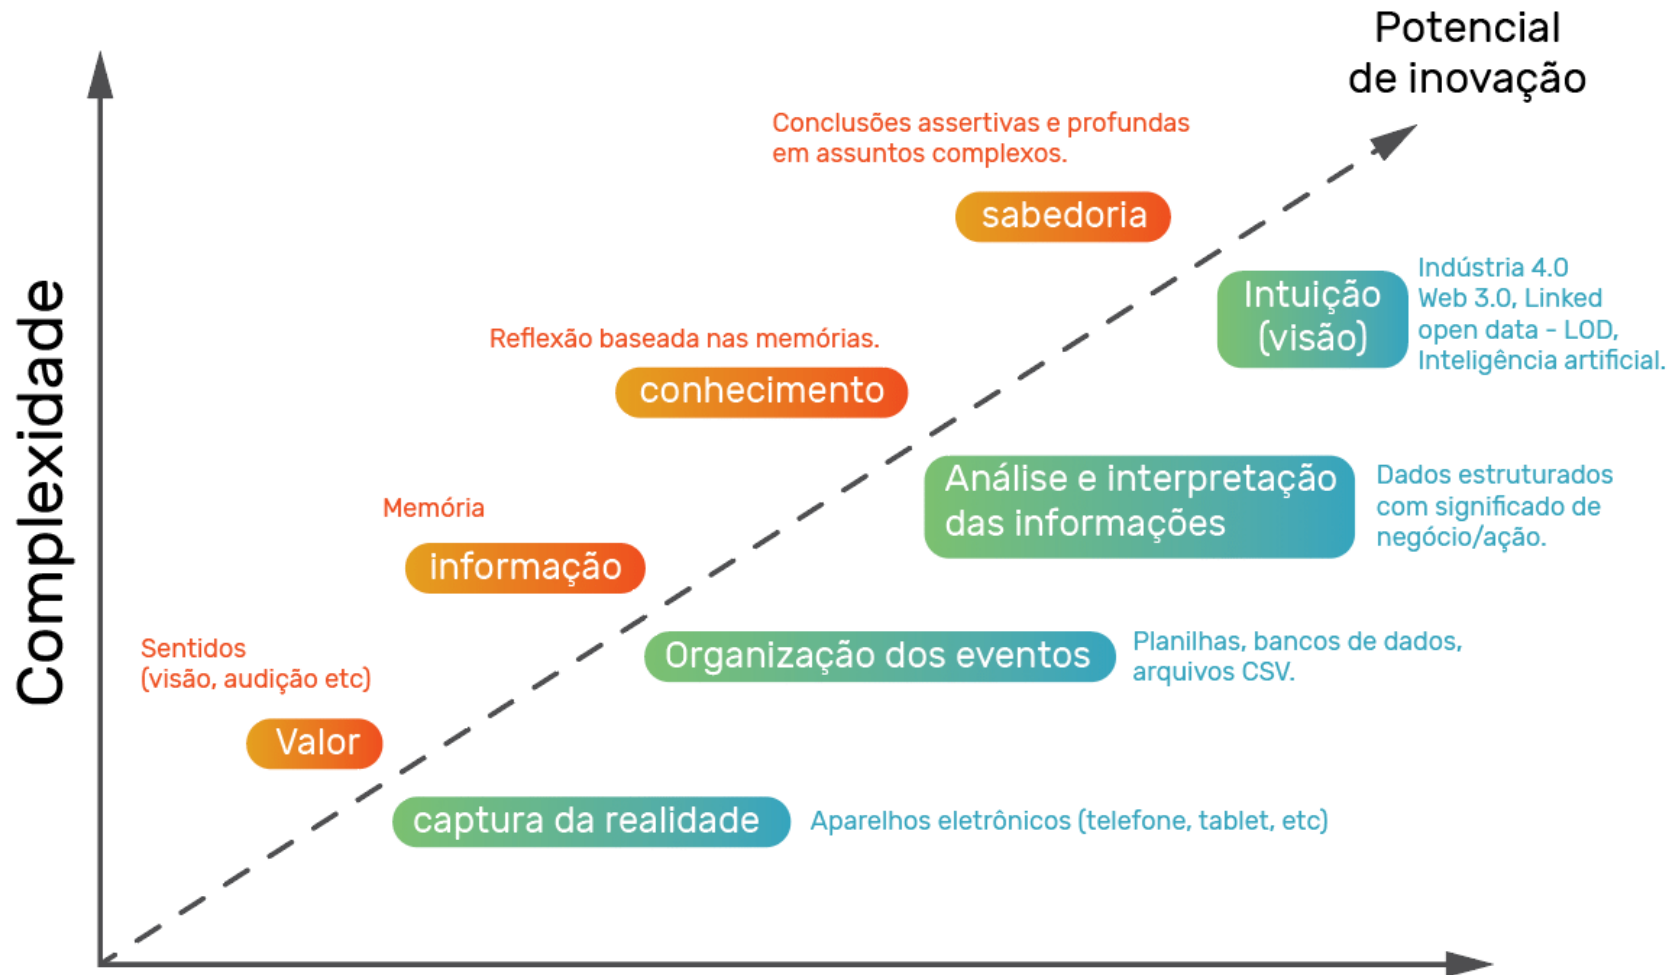 Potencial
de inovação
Complexidade
Conclusões assertivas e profundas
em assuntos complexos.
sabedoria
Intuição
(visão)
Indústria 4.0
Web 3.0, Linked
open data - LOD,
Inteligência artificial.
Reflexão baseada nas memórias.
conhecimento
Análise e interpretação
das informações
Dados estruturados
com significado de
negócio/ação.
Memória
informação
Organização dos eventos
Planilhas, bancos de dados,
arquivos CSV.
Sentidos
(visão, audição etc)
Valor
captura da realidade
Aparelhos eletrônicos (telefone, tablet, etc)